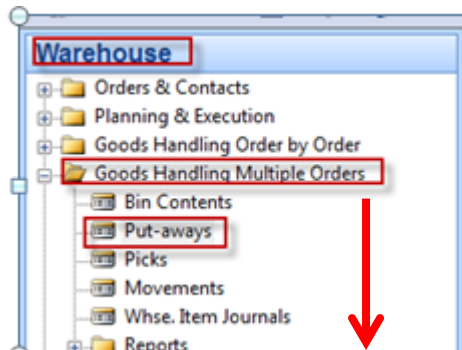 Warehouse
Orders & Contacts
Planning & Execution
Goods Handling Order by Order
Goods Handling Multiple Orders
Bin Contents
Put-aways
Picks
Movements
Whse. Item Journals
Reports